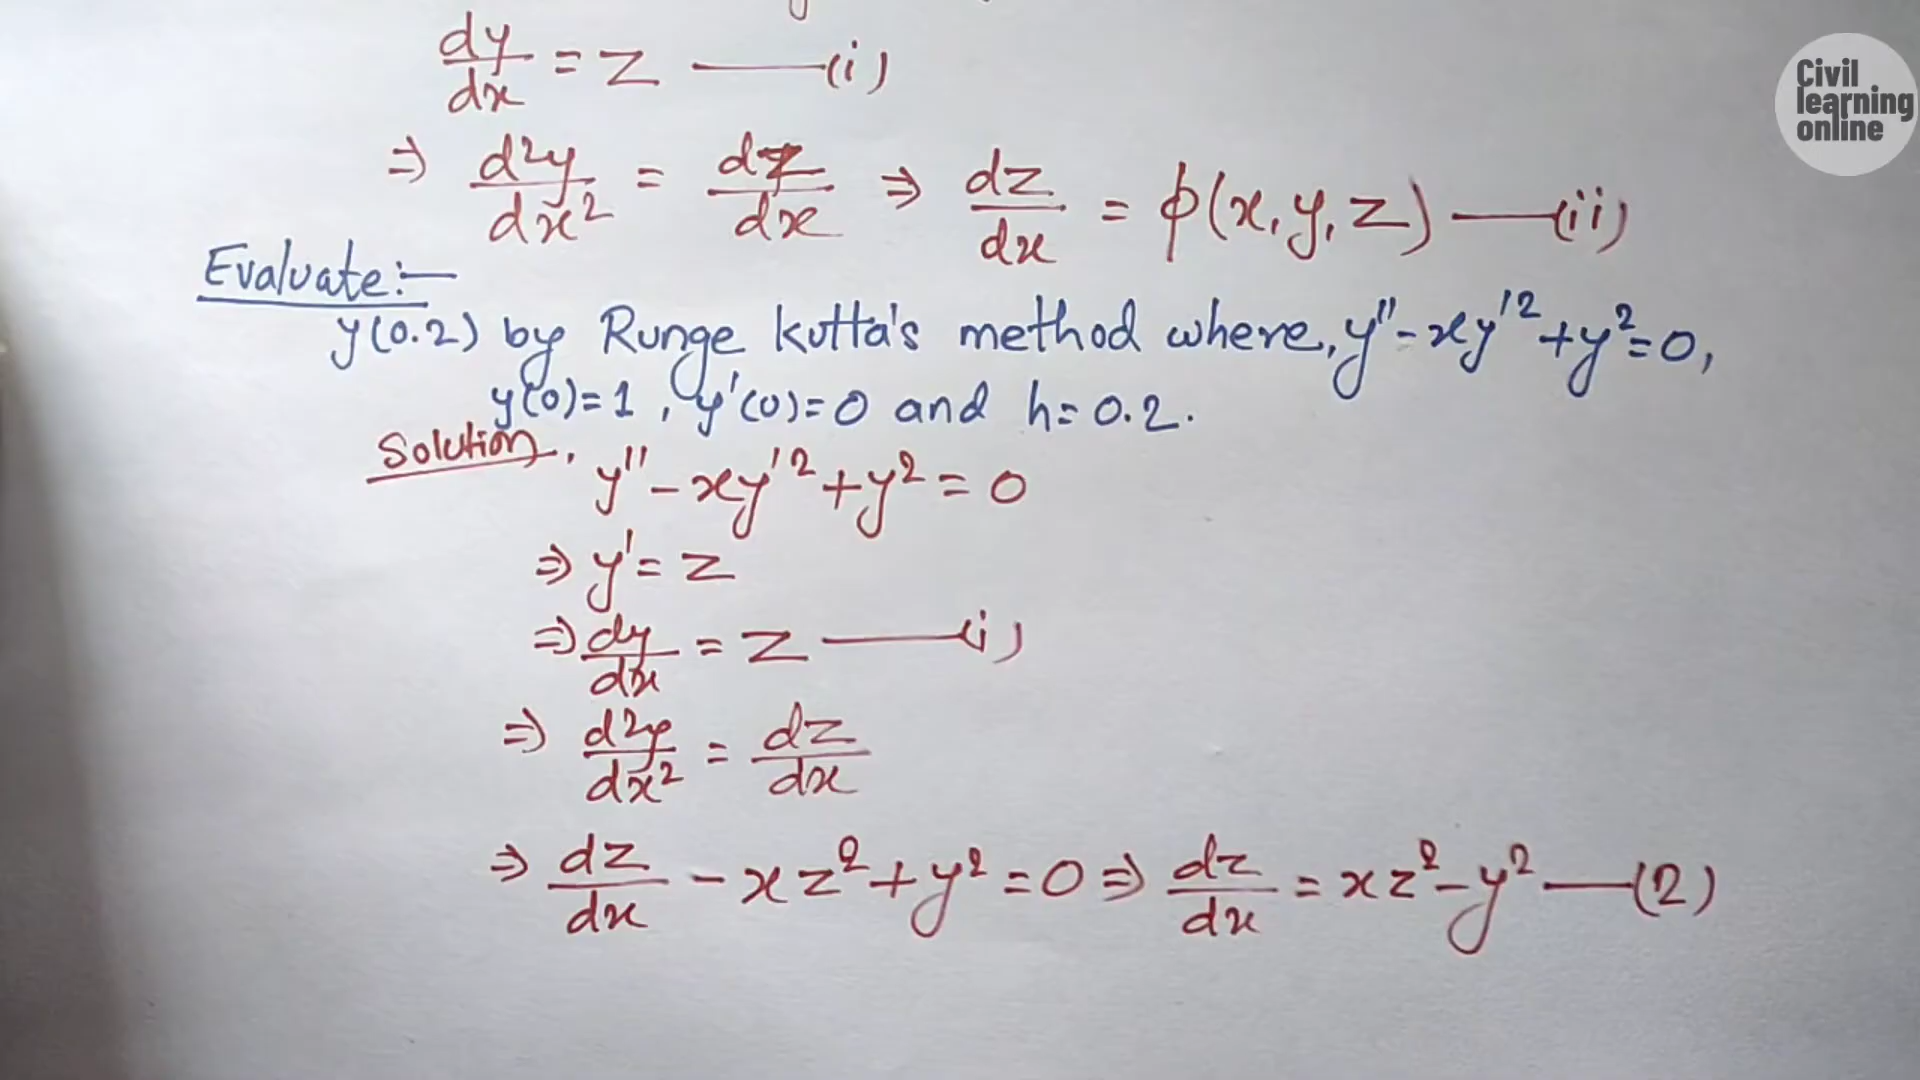 dy/dx = z —(i)
Civil learning online
⇒ d²y/dx² = dz/dx ⇒ dz/dx = φ(x, y, z) —(ii)
Evaluate:-
y(0.2) by Runge Kutta's method where, y'' - xy'² + y² = 0,
y(0)=1, y'(0)=0 and h=0.2.
Solution,
y'' - xy'² + y² = 0
⇒ y' = z
⇒ dy/dx = z —(i)
⇒ d²y/dx² = dz/dx
⇒ dz/dx - xz² + y² = 0 ⇒ dz/dx = xz² - y² —(2)